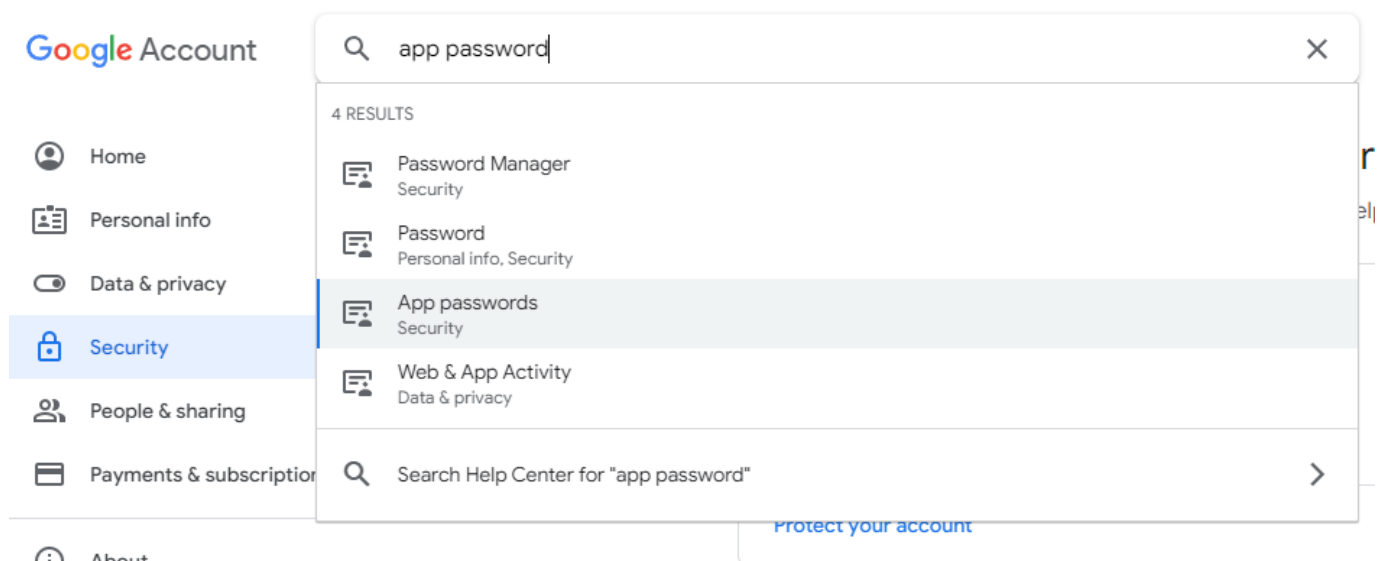 Google Account
app password
4 RESULTS
Home
Personal info
Data & privacy
Security
People & sharing
Payments & subscription
Password Manager
Security
Password
Personal info, Security
App passwords
Security
Web & App Activity
Data & privacy
Search Help Center for "app password"
Protect your account
About